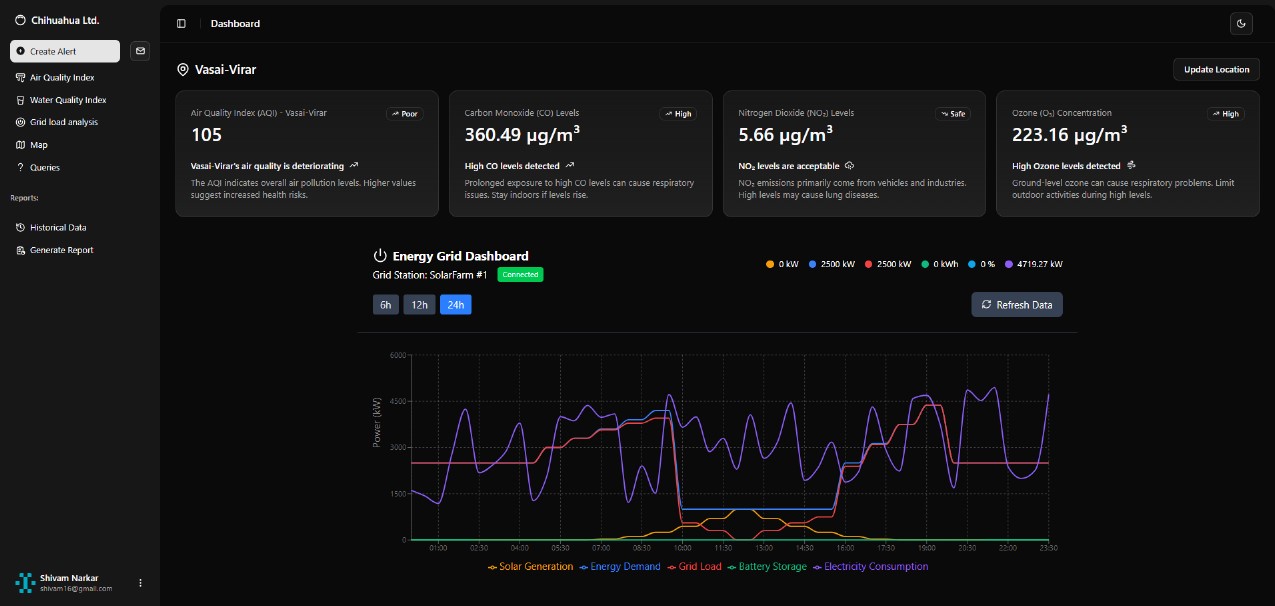 Chihuahua Ltd.
Create Alert
Air Quality Index
Water Quality Index
Grid load analysis
Map
Queries
Reports:
Historical Data
Generate Report
Shivam Narkar
shivam16@gmail.com
Dashboard
Vasai-Virar
Update Location
Air Quality Index (AQI) - Vasai-Virar
Poor
105
Vasai-Virar's air quality is deteriorating
The AQI indicates overall air pollution levels. Higher values
suggest increased health risks.
Carbon Monoxide (CO) Levels
High
360.49 µg/m³
High CO levels detected
Prolonged exposure to high CO levels can cause respiratory
issues. Stay indoors if levels rise.
Nitrogen Dioxide (NO₂) Levels
Safe
5.66 µg/m³
NO₂ levels are acceptable
NO₂ emissions primarily come from vehicles and industries.
High levels may cause lung diseases.
Ozone (O₃) Concentration
High
223.16 µg/m³
High Ozone levels detected
Ground-level ozone can cause respiratory problems. Limit
outdoor activities during high levels.
Energy Grid Dashboard
Grid Station: SolarFarm #1 Connected
0 kW 2500 kW 2500 kW 0 kWh 0 % 4719.27 kW
6h 12h 24h
Refresh Data
Power (kW)
6000
4500
3000
1500
0
01:00 02:30 04:00 05:30 07:00 08:30 10:00 11:30 13:00 14:30 16:00 17:30 19:00 20:30 22:00 23:30
Solar Generation Energy Demand Grid Load Battery Storage Electricity Consumption